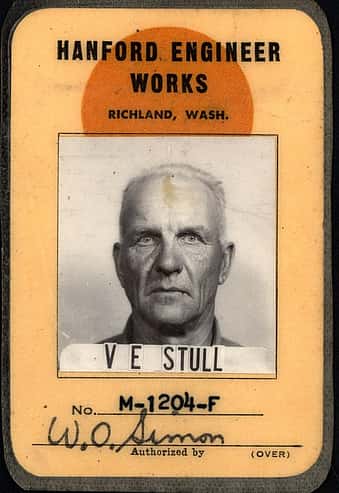 HANFORD ENGINEER
WORKS
RICHLAND, WASH.
V E STULL
No. M-1204-F
W. O. Simon
Authorized by (OVER)